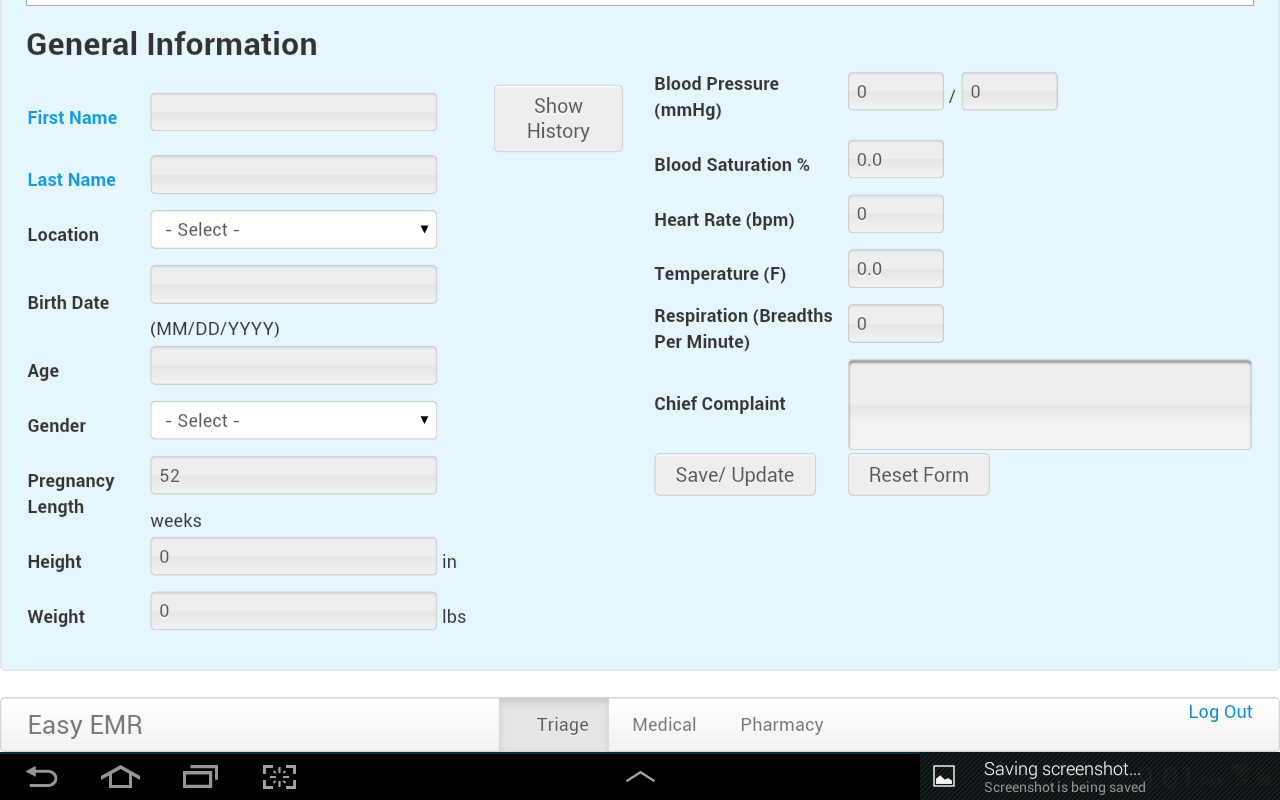 General Information
First Name
Show
History
Last Name
Location
- Select -
Birth Date
(MM/DD/YYYY)
Age
Gender
- Select -
Pregnancy
Length
52
weeks
Height
0
in
Weight
0
lbs
Blood Pressure
(mmHg)
0 / 0
Blood Saturation %
0.0
Heart Rate (bpm)
0
Temperature (F)
0.0
Respiration (Breadths
Per Minute)
0
Chief Complaint
Save/ Update
Reset Form
Easy EMR
Triage
Medical
Pharmacy
Log Out
Saving screenshot...
Screenshot is being saved